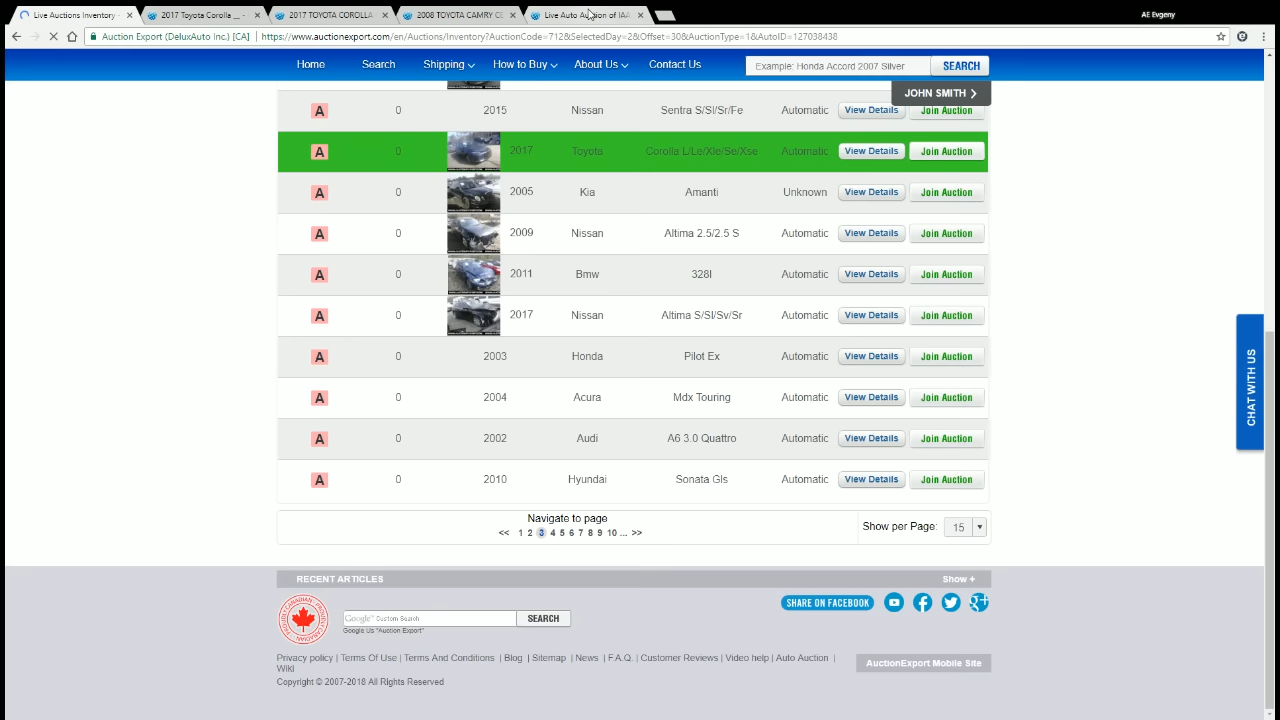 Live Auctions Inventory -
2017 Toyota Corolla __ -
2017 TOYOTA COROLLA
2008 TOYOTA CAMRY CE
Live Auto Auction of IAA
AE Evgeny
Auction Export (DeluxAuto Inc.) [CA]
https://www.auctionexport.com/en/Auctions/Inventory?AuctionCode=712&SelectedDay=2&Offset=30&AuctionType=1&AutoID=127038438
Home Search Shipping How to Buy About Us Contact Us
Example: Honda Accord 2007 Silver
SEARCH
JOHN SMITH >
A 0 2015 Nissan Sentra S/Sl/Sr/Fe Automatic View Details Join Auction
A 0 2017 Toyota Corolla L/Le/Xle/Se/Xse Automatic View Details Join Auction
A 0 2005 Kia Amanti Unknown View Details Join Auction
A 0 2009 Nissan Altima 2.5/2.5 S Automatic View Details Join Auction
A 0 2011 Bmw 328I Automatic View Details Join Auction
A 0 2017 Nissan Altima S/Sl/Sv/Sr Automatic View Details Join Auction
A 0 2003 Honda Pilot Ex Automatic View Details Join Auction
A 0 2004 Acura Mdx Touring Automatic View Details Join Auction
A 0 2002 Audi A6 3.0 Quattro Automatic View Details Join Auction
A 0 2010 Hyundai Sonata Gls Automatic View Details Join Auction
CHAT WITH US
Navigate to page
<< 1 2 3 4 5 6 7 8 9 10 ... >>
Show per Page: 15
RECENT ARTICLES
Show +
Google Custom Search
SEARCH
Google Us "Auction Export"
SHARE ON FACEBOOK
Privacy policy | Terms Of Use | Terms And Conditions | Blog | Sitemap | News | F.A.Q. | Customer Reviews | Video help | Auto Auction |
Wiki
AuctionExport Mobile Site
Copyright © 2007-2018 All Rights Reserved